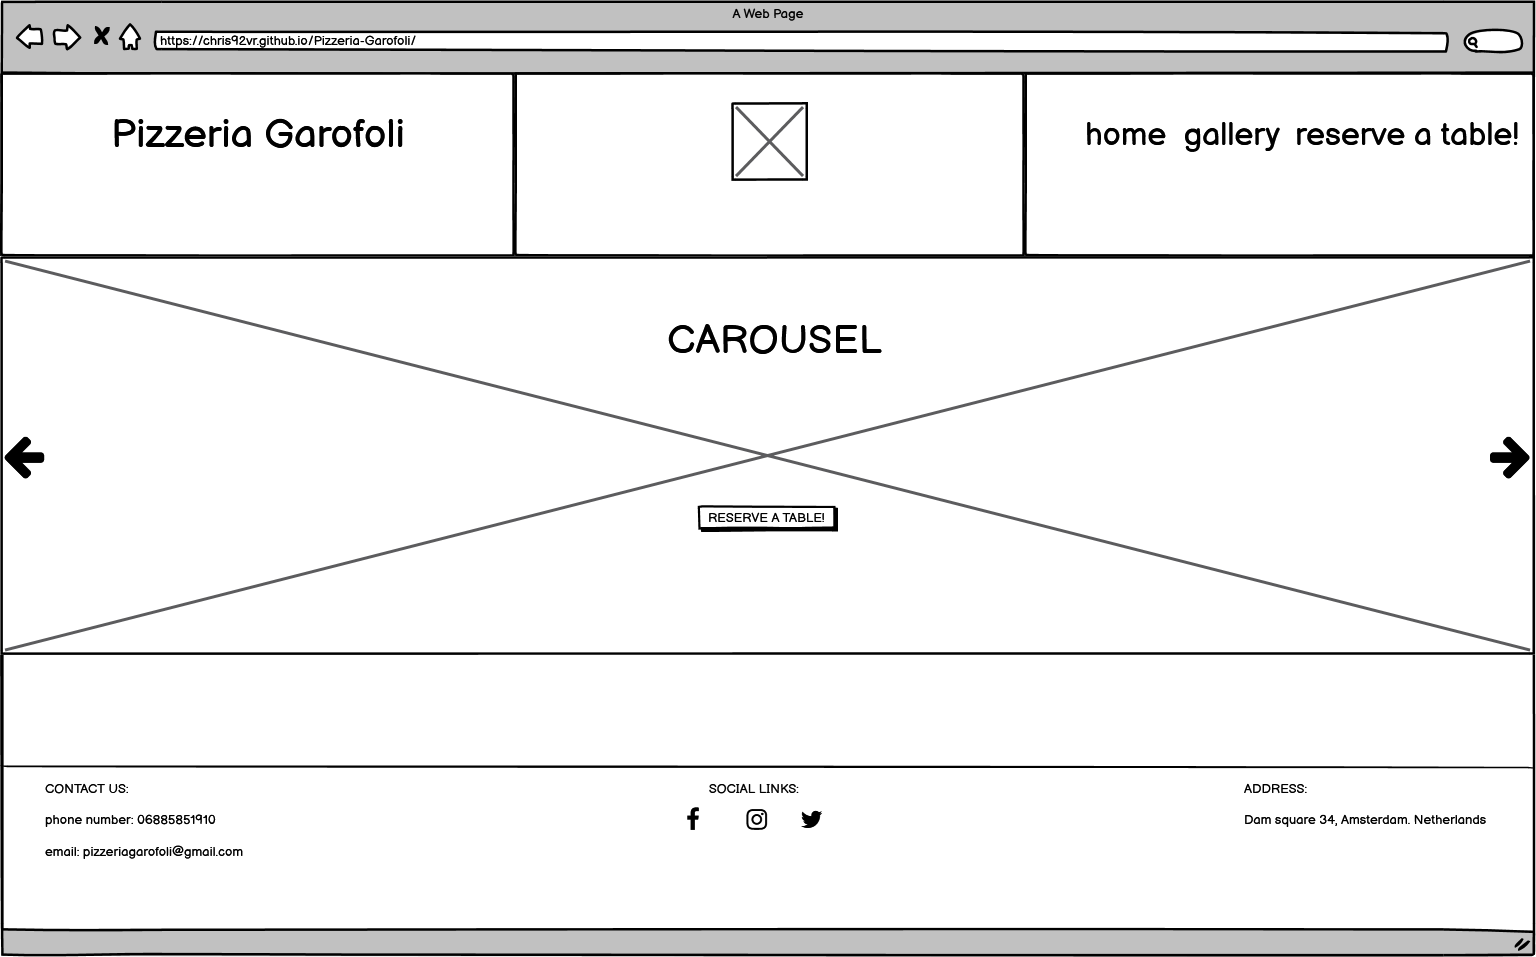 A Web Page
https://chris92vr.github.io/Pizzeria-Garofoli/
Pizzeria Garofoli
home gallery reserve a table!
CAROUSEL
RESERVE A TABLE!
CONTACT US:
phone number: 06885851910
email: pizzeriagarofoli@gmail.com
SOCIAL LINKS:
ADDRESS:
Dam square 34, Amsterdam. Netherlands